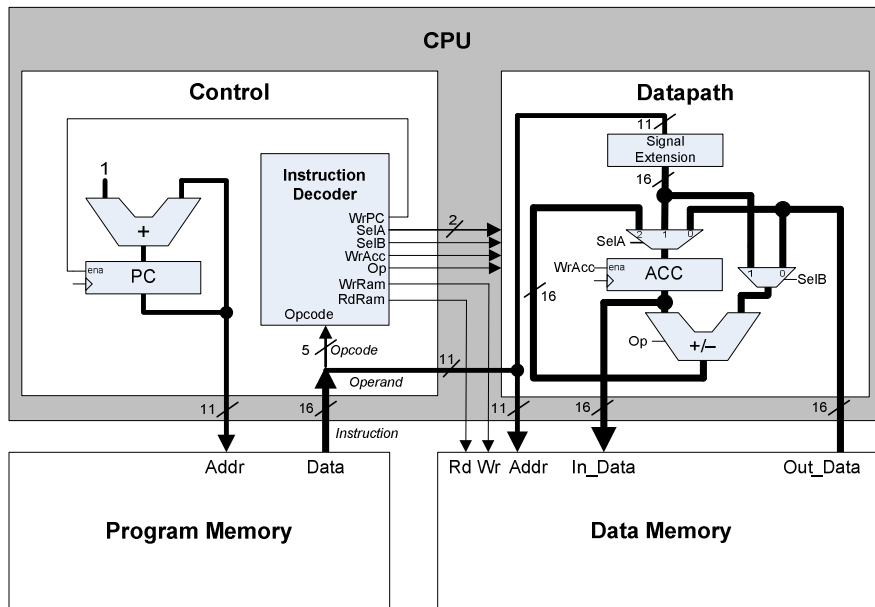 CPU
Control
Datapath
11
Signal
Extension
16
1
+
ena
PC
Instruction
Decoder
WrPC
SelA
SelB
WrAcc
Op
WrRam
RdRam
Opcode
2
5
Opcode
Operand
11
2 1 0
SelA
WrAcc
ena
ACC
16
1 0
SelB
Op
+/–
11
16
Instruction
11
16
16
Addr
Data
Rd Wr Addr
In_Data
Out_Data
Program Memory
Data Memory